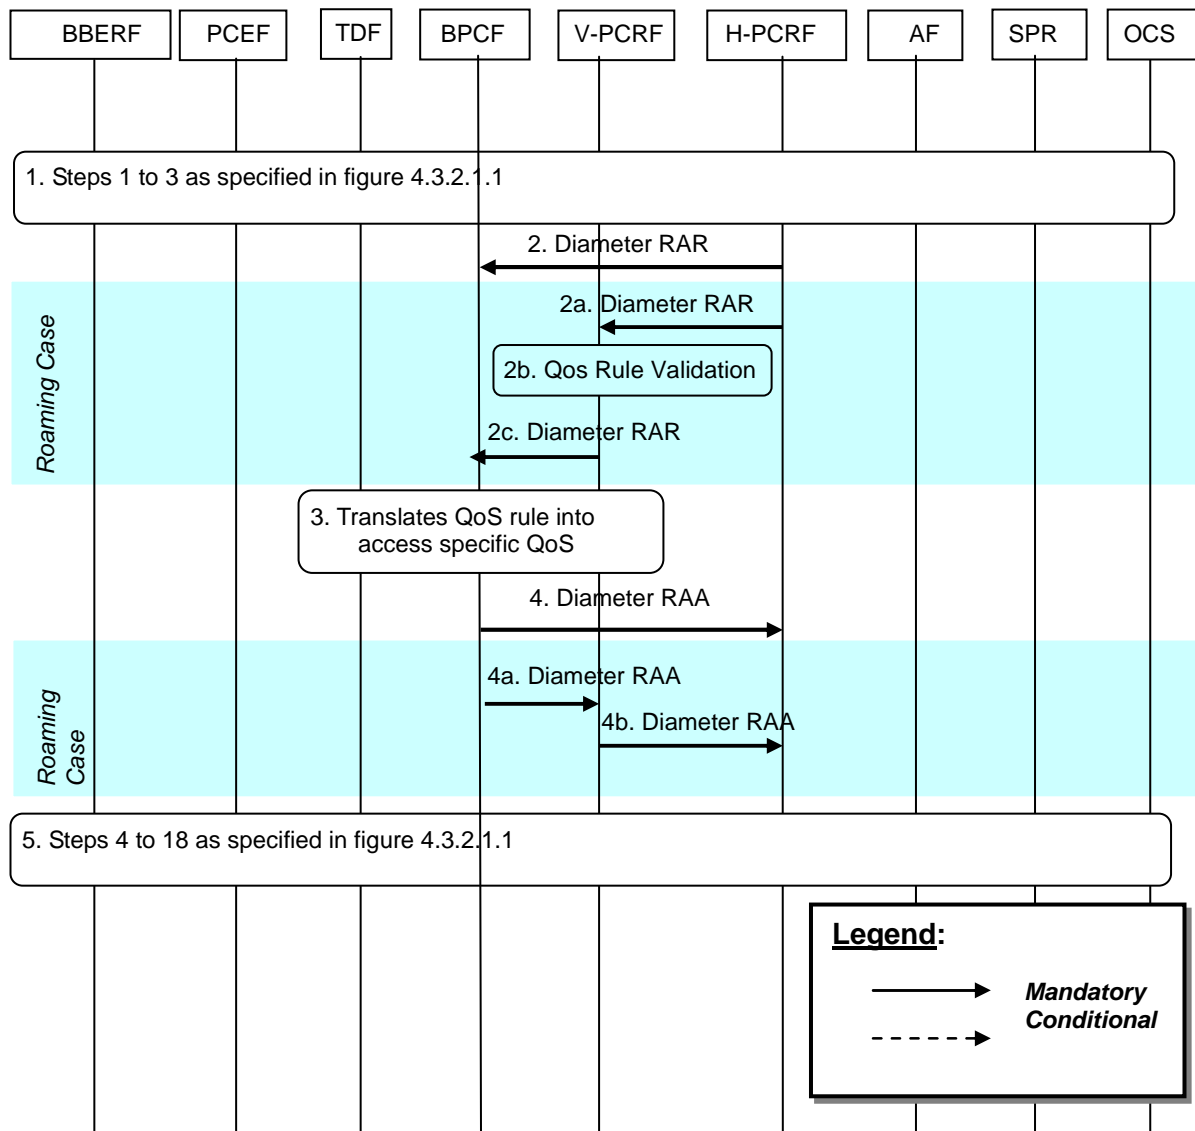 BBERF PCEF TDF BPCF V-PCRF H-PCRF AF SPR OCS
1. Steps 1 to 3 as specified in figure 4.3.2.1.1
2. Diameter RAR
Roaming Case
2a. Diameter RAR
2b. Qos Rule Validation
2c. Diameter RAR
3. Translates QoS rule into
access specific QoS
4. Diameter RAA
Roaming
Case
4a. Diameter RAA
4b. Diameter RAA
5. Steps 4 to 18 as specified in figure 4.3.2.1.1
Legend:
Mandatory
Conditional